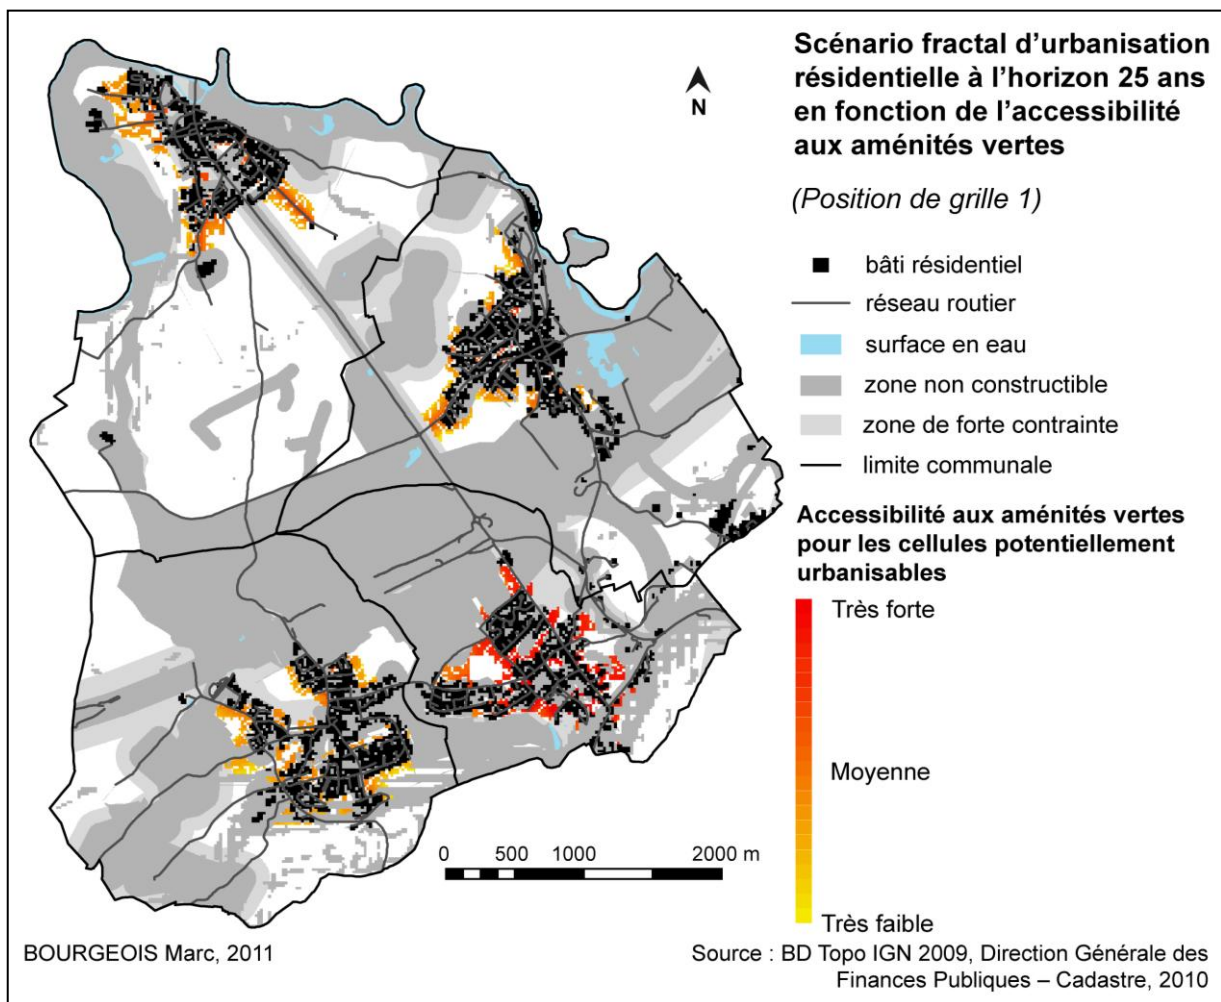 Scénario fractal d'urbanisation
résidentielle à l'horizon 25 ans
en fonction de l'accessibilité
aux aménités vertes
(Position de grille 1)
N
bâti résidentiel
réseau routier
surface en eau
zone non constructible
zone de forte contrainte
limite communale
Accessibilité aux aménités vertes
pour les cellules potentiellement
urbanisables
Très forte
Moyenne
Très faible
0 500 1000 2000 m
BOURGEOIS Marc, 2011
Source : BD Topo IGN 2009, Direction Générale des
Finances Publiques – Cadastre, 2010